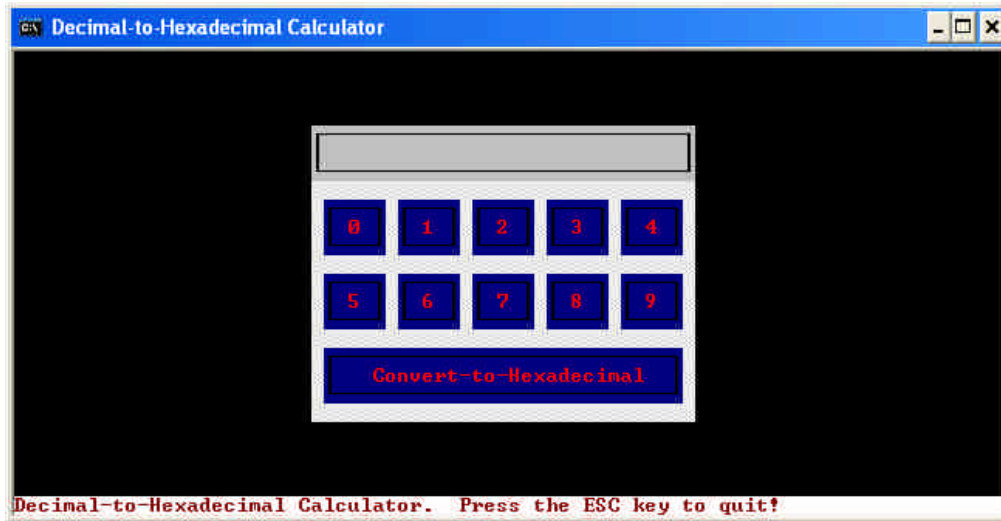 Decimal-to-Hexadecimal Calculator
0 1 2 3 4
5 6 7 8 9
Convert-to-Hexadecimal
Decimal-to-Hexadecimal Calculator. Press the ESC key to quit!